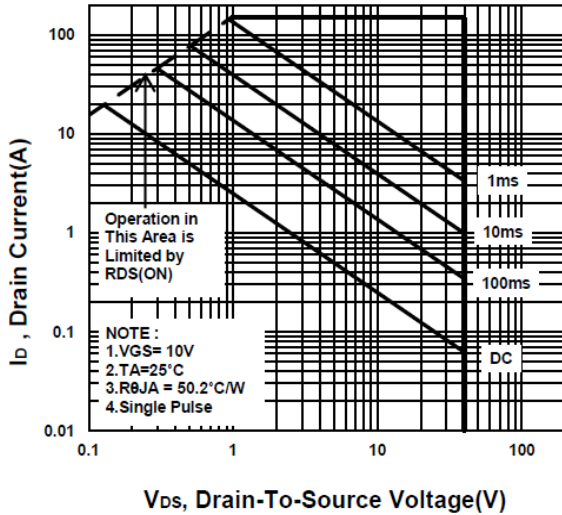 100
10
1
0.1
0.01
ID , Drain Current(A)
Operation in
This Area is
Limited by
RDS(ON)
NOTE :
1.VGS= 10V
2.TA=25°C
3.RθJA = 50.2°C/W
4.Single Pulse
1ms
10ms
100ms
DC
0.1
1
10
100
VDS, Drain-To-Source Voltage(V)